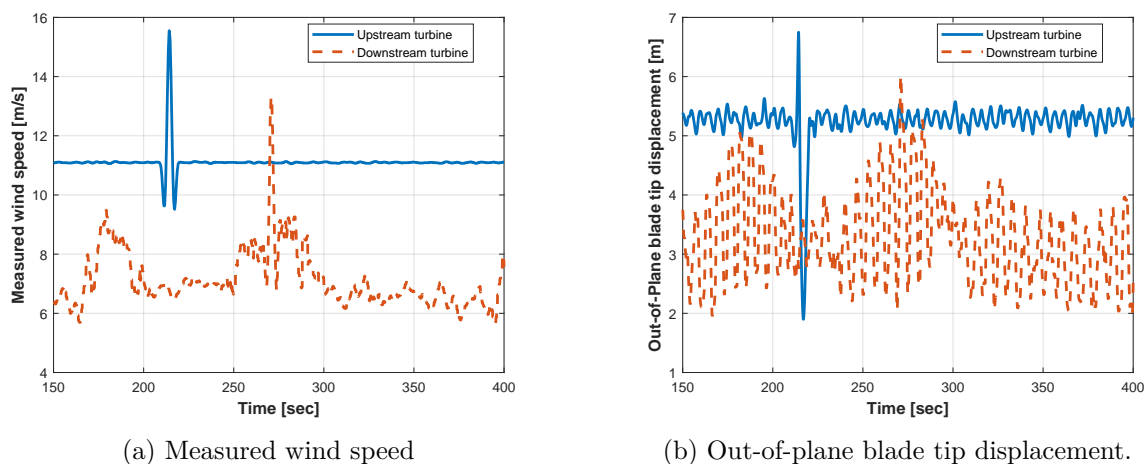 16
14
12
10
8
6
4
150
200
250
300
350
400
Measured wind speed [m/s]
Time [sec]
Upstream turbine
Downstream turbine
(a) Measured wind speed
7
6
5
4
3
2
1
150
200
250
300
350
400
Out-of-Plane blade tip displacement [m]
Time [sec]
Upstream turbine
Downstream turbine
(b) Out-of-plane blade tip displacement.